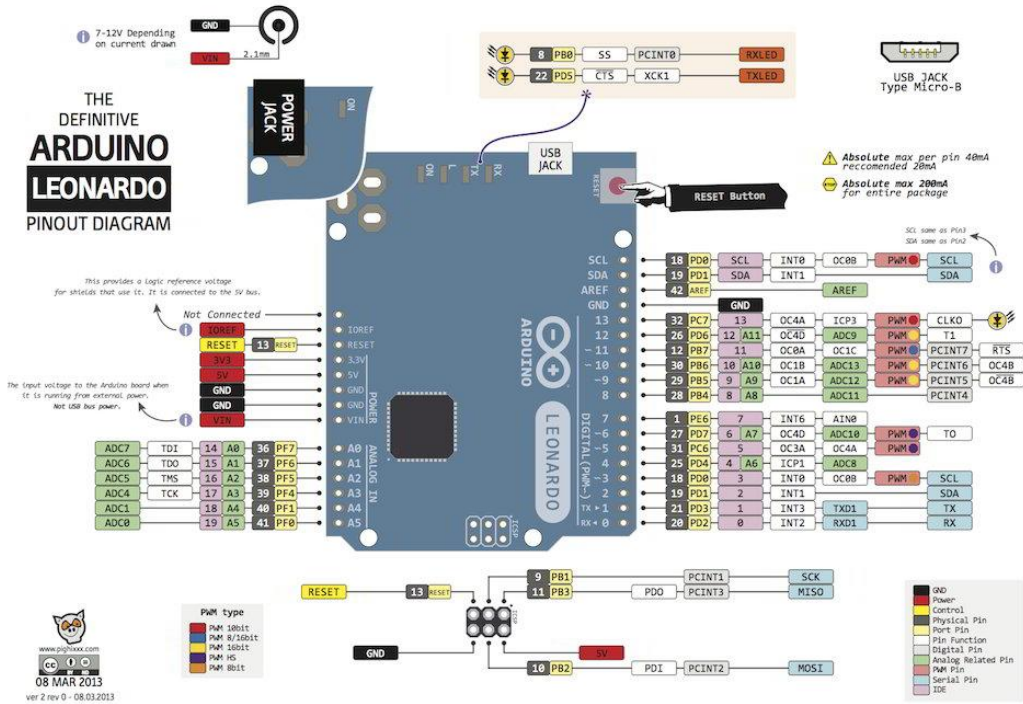 7-12V Depending
on current drawn
GND
VIN
2.1mm
THE
DEFINITIVE
ARDUINO
LEONARDO
PINOUT DIAGRAM
POWER
JACK
ON
8 PB0 SS PCINT0 RXLED
22 PD5 CTS XCK1 TXLED
USB JACK
Type Micro-B
Absolute max per pin 40mA
reccomended 20mA
Absolute max 200mA
for entire package
USB
JACK
ON L TX RX
RESET
RESET Button
SCL same as Pin3
SDA same as Pin2
This provides a logic reference voltage
for shields that use it. It is connected to the 5V bus.
Not Connected
IOREF
RESET 13 RESET
3V3
5V
GND
GND
VIN
The input voltage to the Arduino board when
it is running from external power.
Not USB bus power.
IOREF
RESET
3.3V
5V
GND
GND
VIN
POWER
ADC7 TDI 14 A0 36 PF7
ADC6 TDO 15 A1 37 PF6
ADC5 TMS 16 A2 38 PF5
ADC4 TCK 17 A3 39 PF4
ADC1 18 A4 40 PF1
ADC0 19 A5 41 PF0
A0
A1
A2
A3
A4
A5
ANALOG IN
ARDUINO
LEONARDO
DIGITAL(PWM~)
ICSP
SCL
SDA
AREF
GND
13
12
~ 11
~ 10
~9
8
7
~ 6
~ 5
4
~ 3
2
TX ▸ 1
RX ◂ 0
18 PD0 SCL INT0 OC0B PWM SCL
19 PD1 SDA INT1 SDA
42 AREF AREF
GND
32 PC7 13 OC4A ICP3 PWM CLKO
26 PD6 12 A11 OC4D ADC9 PWM T1
12 PB7 11 OC0A OC1C PWM PCINT7 RTS
30 PB6 10 A10 OC1B ADC13 PWM PCINT6 OC4B
29 PB5 9 A9 OC1A ADC12 PWM PCINT5 OC4B
28 PB4 8 A8 ADC11 PCINT4
1 PE6 7 INT6 AIN0
27 PD7 6 A7 OC4D ADC10 PWM TO
31 PC6 5 OC3A OC4A PWM
25 PD4 4 A6 ICP1 ADC8
18 PD0 3 INT0 OC0B PWM SCL
19 PD1 2 INT1 SDA
21 PD3 1 INT3 TXD1 TX
20 PD2 0 INT2 RXD1 RX
RESET 13 RESET
9 PB1 PCINT1 SCK
11 PB3 PDO PCINT3 MISO
ICSP
GND
5V
10 PB2 PDI PCINT2 MOSI
www.pighixxx.com
cc
08 MAR 2013
ver 2 rev 0 - 08.03.2013
PWM type
PWM 10bit
PWM 8/16bit
PWM 16bit
PWM HS
PWM 8bit
GND
Power
Control
Physical Pin
Port Pin
Pin Function
Digital Pin
Analog Related Pin
PWM Pin
Serial Pin
IDE